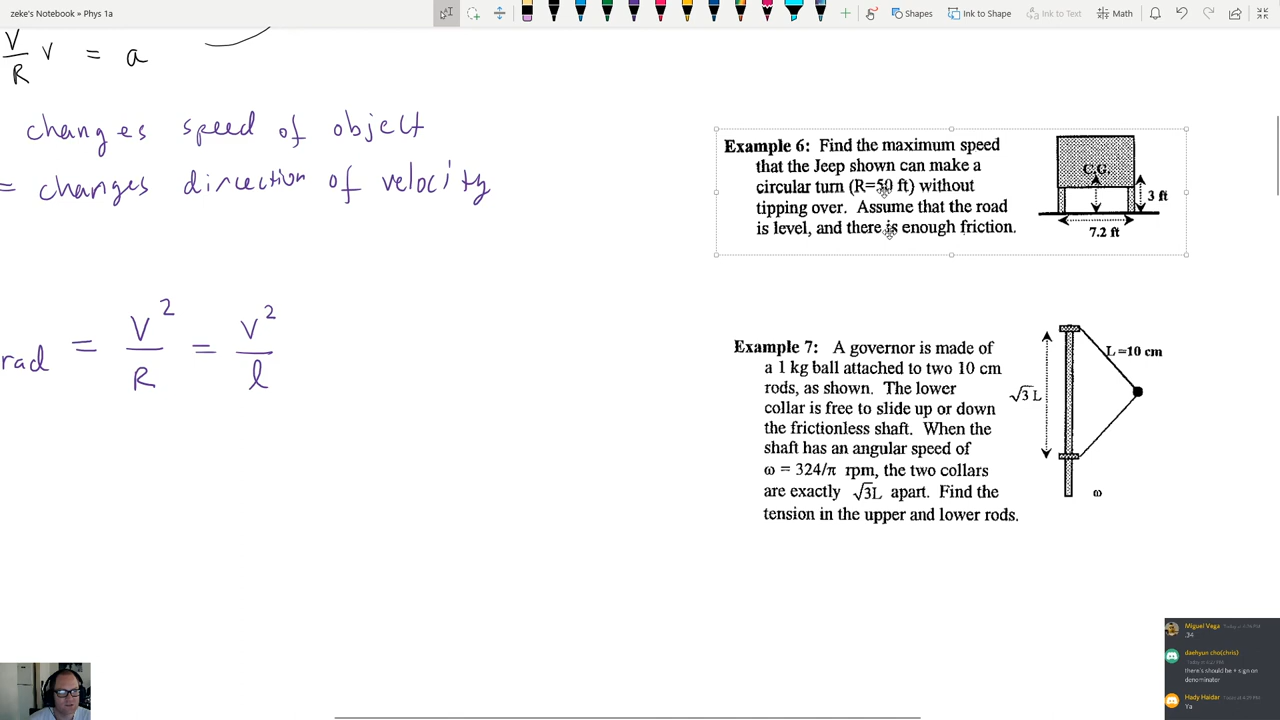 zeke's Notebook » Phys 1a
Shapes
Ink to Shape
Ink to Text
Math
V/R v = a
changes speed of object
= changes direction of velocity
rad = V²/R = V²/l
Example 6: Find the maximum speed
that the Jeep shown can make a
circular turn (R=50 ft) without
tipping over. Assume that the road
is level, and there is enough friction.
C.G.
3 ft
7.2 ft
Example 7: A governor is made of
a 1 kg ball attached to two 10 cm
rods, as shown. The lower
collar is free to slide up or down
the frictionless shaft. When the
shaft has an angular speed of
ω = 324/π rpm, the two collars
are exactly √3L apart. Find the
tension in the upper and lower rods.
L=10 cm
√3 L
ω
Miguel Vega
.34
daehyun cho(chris)
there's should be + sign on
denominator
Hady Haidar
Ya